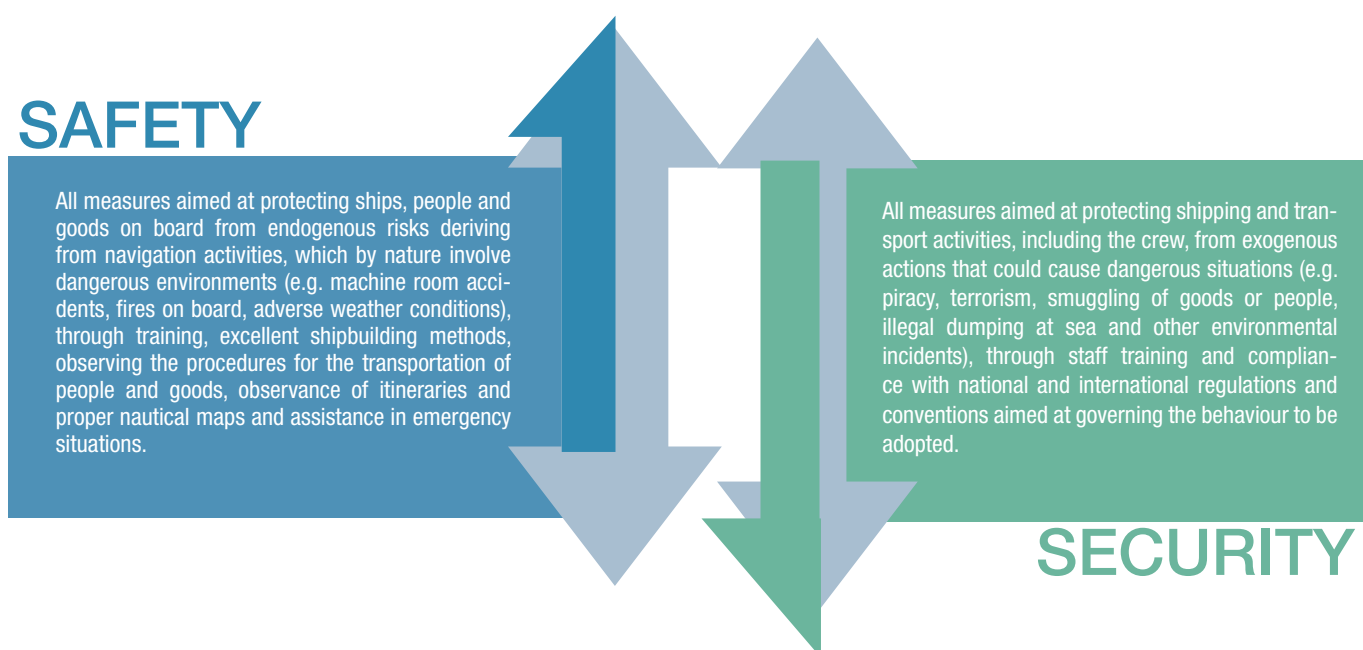 SAFETY
All measures aimed at protecting ships, people and
goods on board from endogenous risks deriving
from navigation activities, which by nature involve
dangerous environments (e.g. machine room acci-
dents, fires on board, adverse weather conditions),
through training, excellent shipbuilding methods,
observing the procedures for the transportation of
people and goods, observance of itineraries and
proper nautical maps and assistance in emergency
situations.
All measures aimed at protecting shipping and tran-
sport activities, including the crew, from exogenous
actions that could cause dangerous situations (e.g.
piracy, terrorism, smuggling of goods or people,
illegal dumping at sea and other environmental
incidents), through staff training and complian-
ce with national and international regulations and
conventions aimed at governing the behaviour to be
adopted.
SECURITY